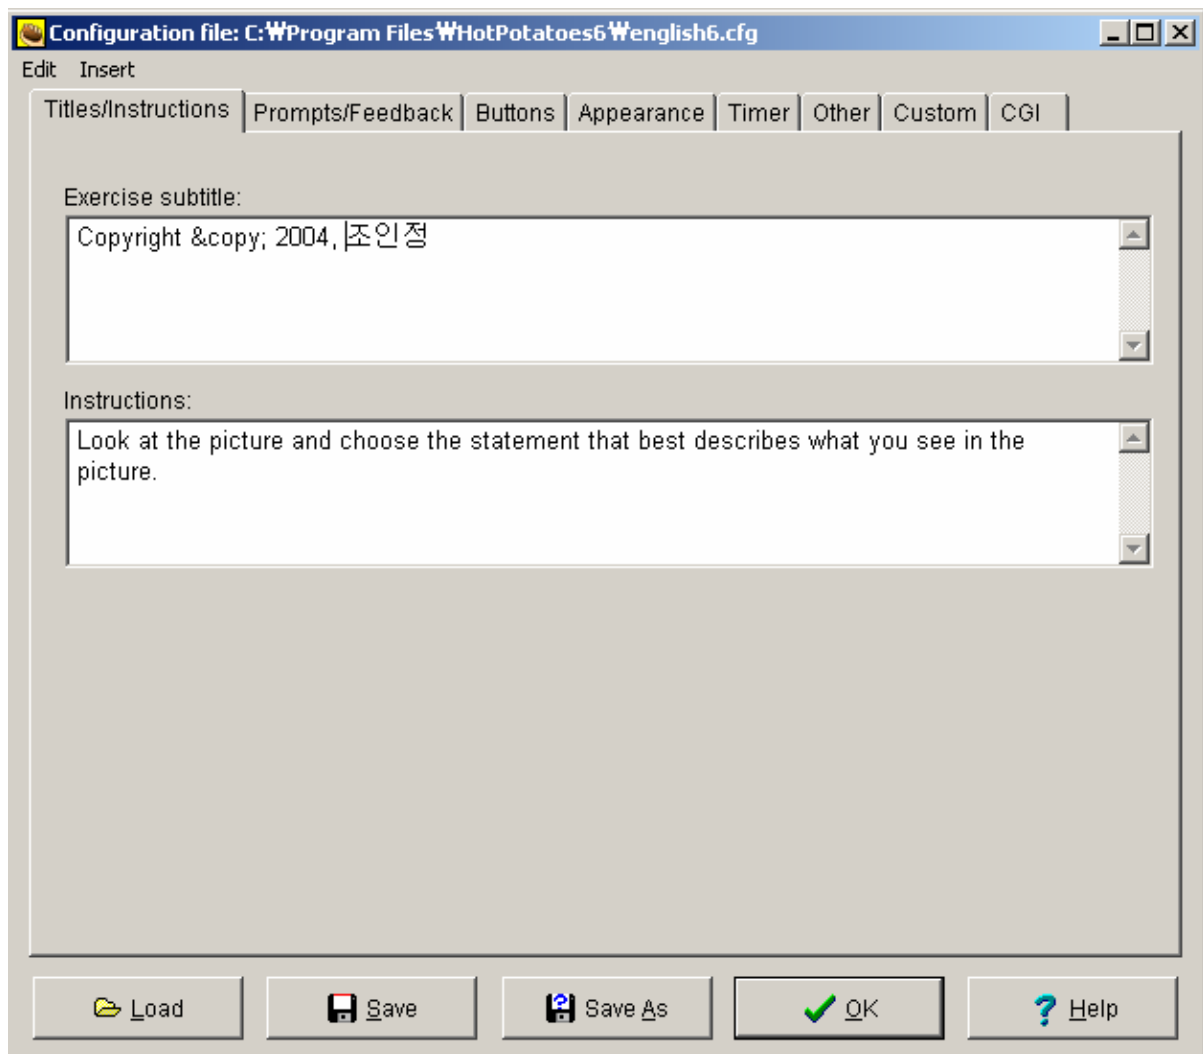 Configuration file: C:₩Program Files₩HotPotatoes6₩english6.cfg
Edit Insert
Titles/Instructions Prompts/Feedback Buttons Appearance Timer Other Custom CGI
Exercise subtitle:
Copyright &copy; 2004, 조인정
Instructions:
Look at the picture and choose the statement that best describes what you see in the
picture.
Load Save Save As OK Help